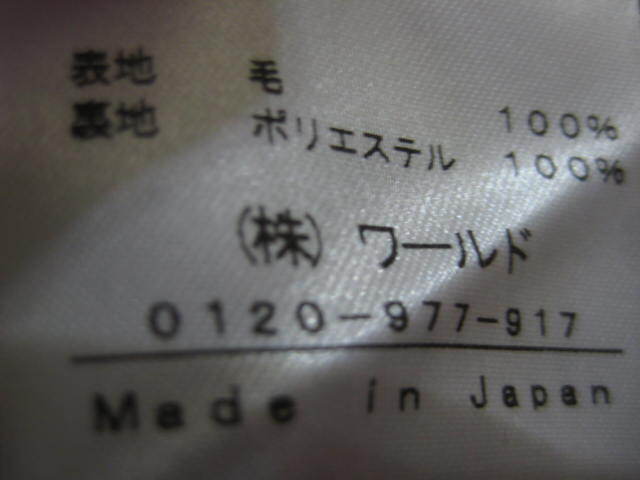 表地 毛 100%
裏地 ポリエステル 100%
(株) ワールド
0120-977-917
Made in Japan